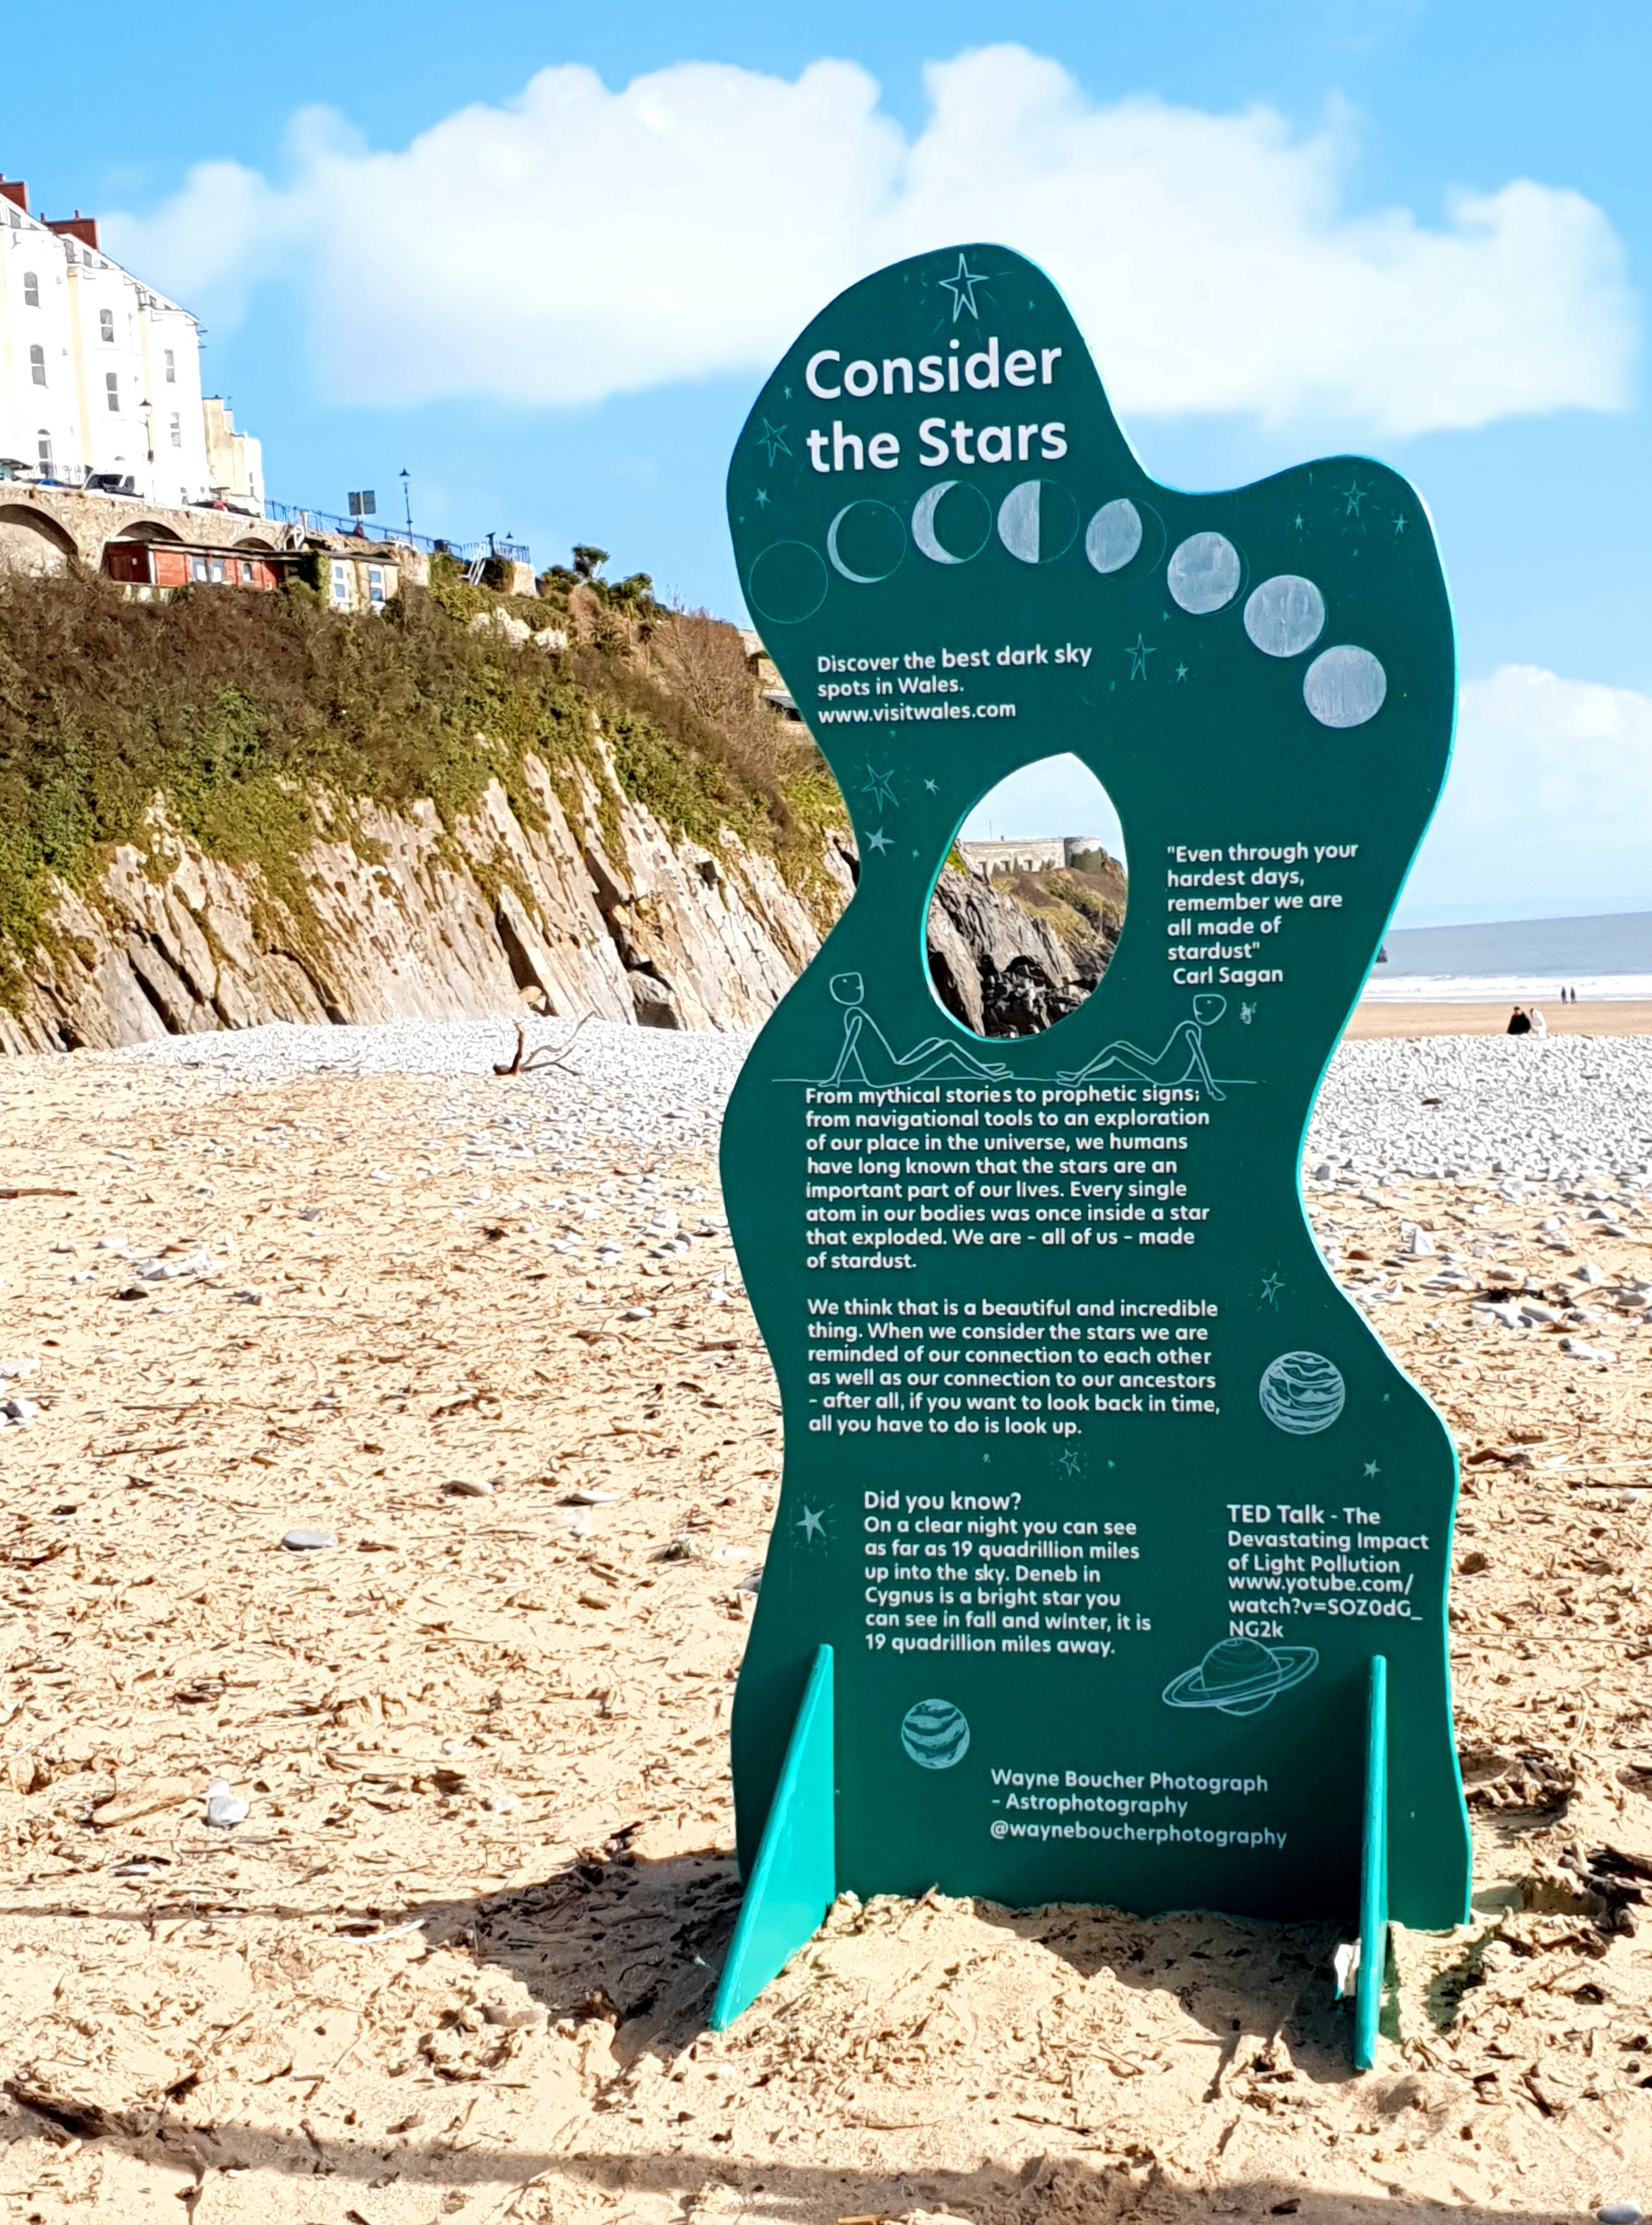 Consider
the Stars
Discover the best dark sky
spots in Wales.
www.visitwales.com
"Even through your
hardest days,
remember we are
all made of
stardust"
Carl Sagan
From mythical stories to prophetic signs;
from navigational tools to an exploration
of our place in the universe, we humans
have long known that the stars are an
important part of our lives. Every single
atom in our bodies was once inside a star
that exploded. We are - all of us - made
of stardust.
We think that is a beautiful and incredible
thing. When we consider the stars we are
reminded of our connection to each other
as well as our connection to our ancestors
- after all, if you want to look back in time,
all you have to do is look up.
Did you know?
On a clear night you can see
as far as 19 quadrillion miles
up into the sky. Deneb in
Cygnus is a bright star you
can see in fall and winter, it is
19 quadrillion miles away.
TED Talk - The
Devastating Impact
of Light Pollution
www.yotube.com/
watch?v=SOZ0dG_
NG2k
Wayne Boucher Photograph
- Astrophotography
@wayneboucherphotography